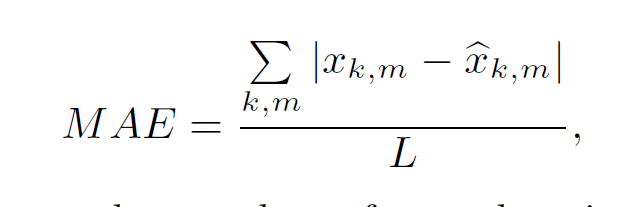 MAE = \frac{\sum_{k,m} |x_{k,m} - \widehat{x}_{k,m}|}{L},